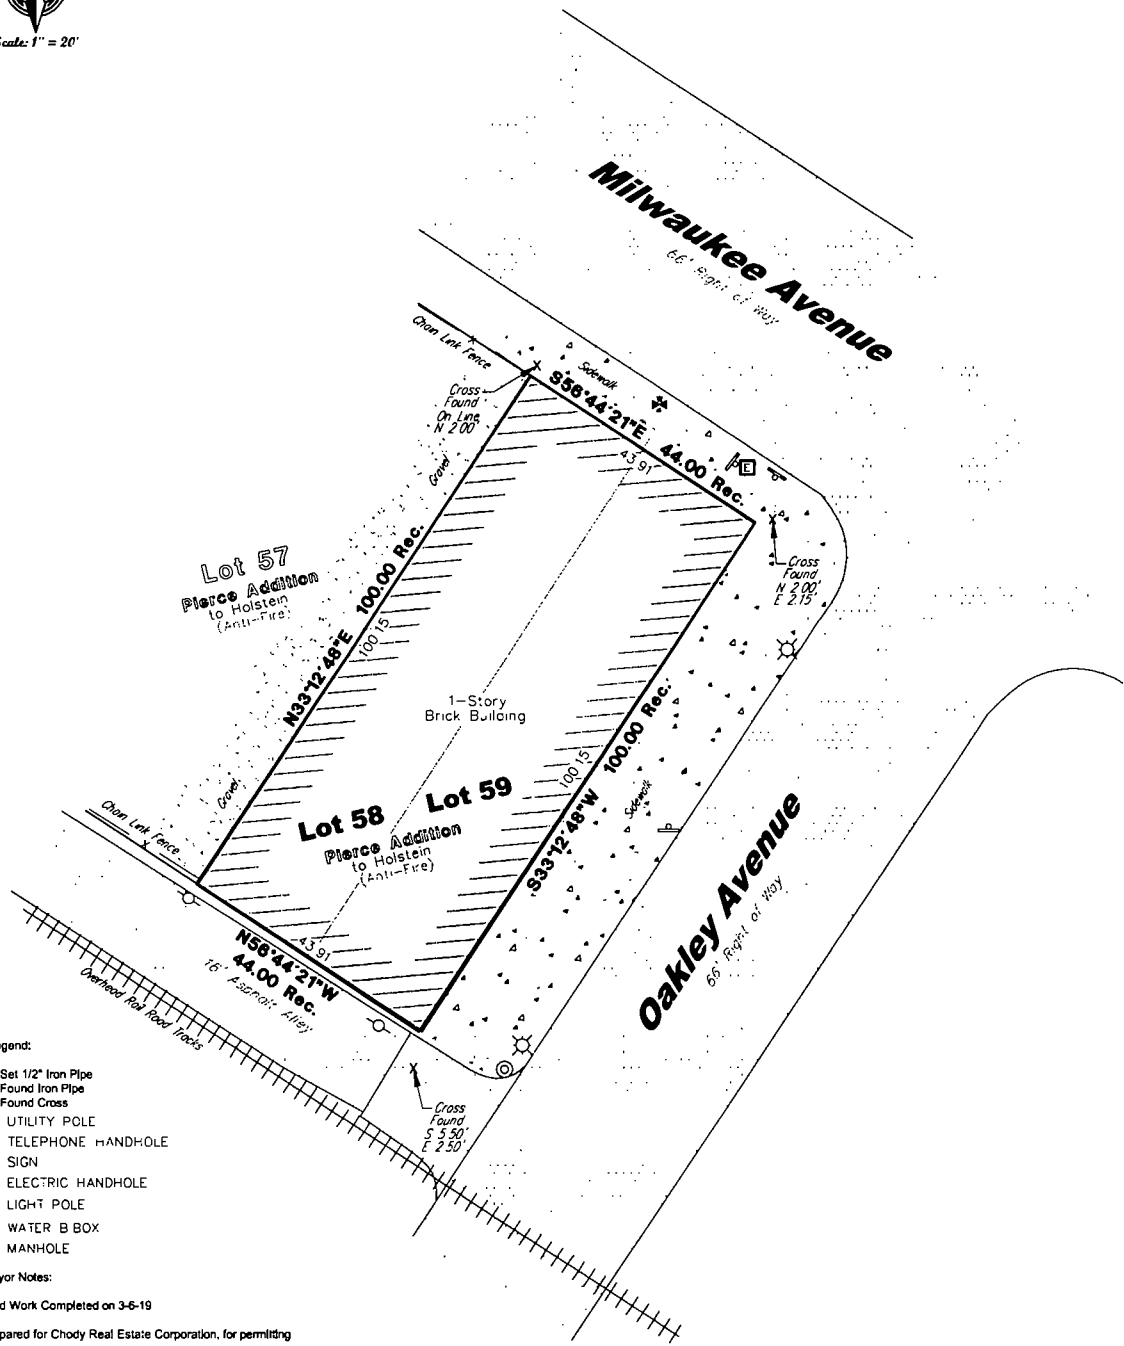 Scale: 1" = 20'
Milwaukee Avenue
66' Right of Way
Chain Link Fence
Sidewalk
Cross
Found
On Line
N 2.00'
S56°44'21"E 44.00 Rec.
43.91
E
Gravel
Cross
Found
N 2.00'
E 2.15'
Lot 57
Pierce Addition
to Holstein
(Anti-Fire)
N33°12'48"E 100.00 Rec.
100.15
1-Story
Brick Building
S33°12'48"W 100.00 Rec.
100.15
Sidewalk
Gravel
Lot 58 Lot 59
Pierce Addition
to Holstein
(Anti-Fire)
Chain Link Fence
Oakley Avenue
66' Right of Way
43.91
N56°44'21"W
44.00 Rec.
16' Asphalt Alley
Overhead Rail Road Tracks
Cross
Found
S 5.50'
E 2.50'
gend:
Set 1/2" Iron Pipe
Found Iron Pipe
Found Cross
UTILITY POLE
TELEPHONE HANDHOLE
SIGN
ELECTRIC HANDHOLE
LIGHT POLE
WATER B BOX
MANHOLE
yor Notes:
d Work Completed on 3-6-19
pared for Chody Real Estate Corporation, for permitting